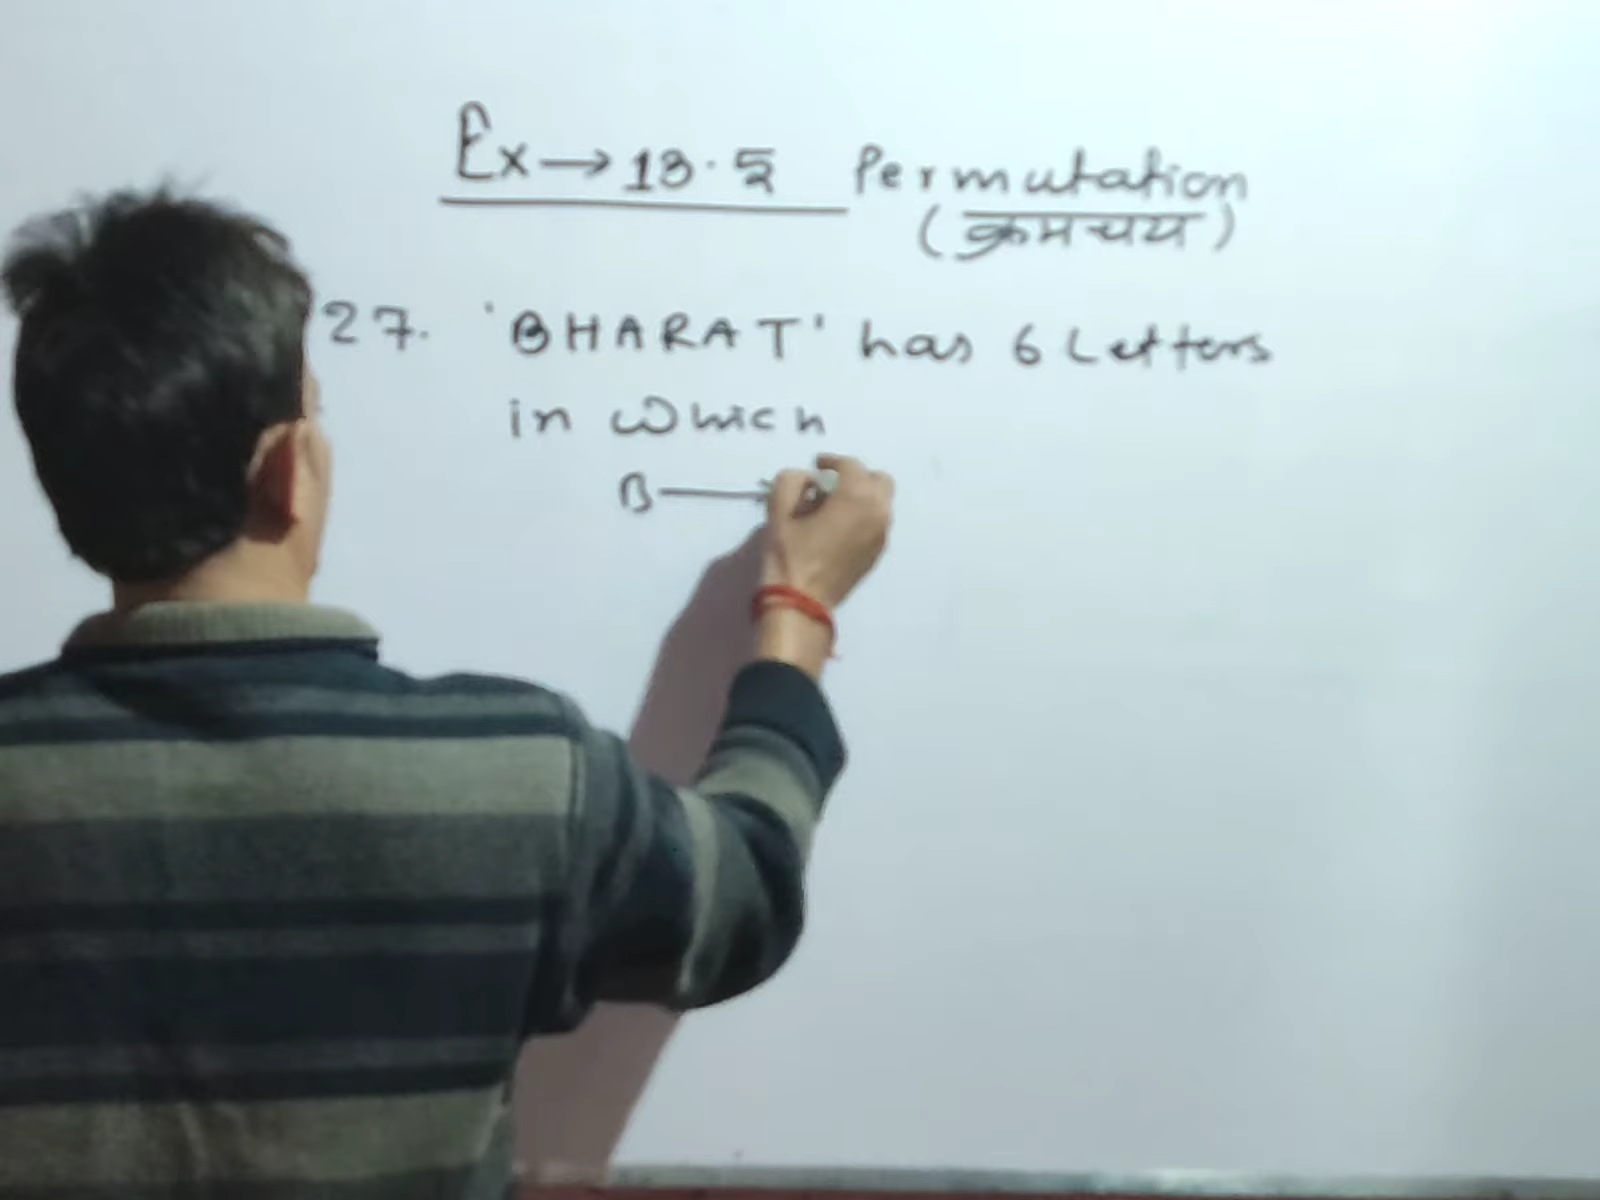 Ex→13.5 Permutation
(क्रमचय)
27. 'BHARAT' has 6 Letters
in which
B→